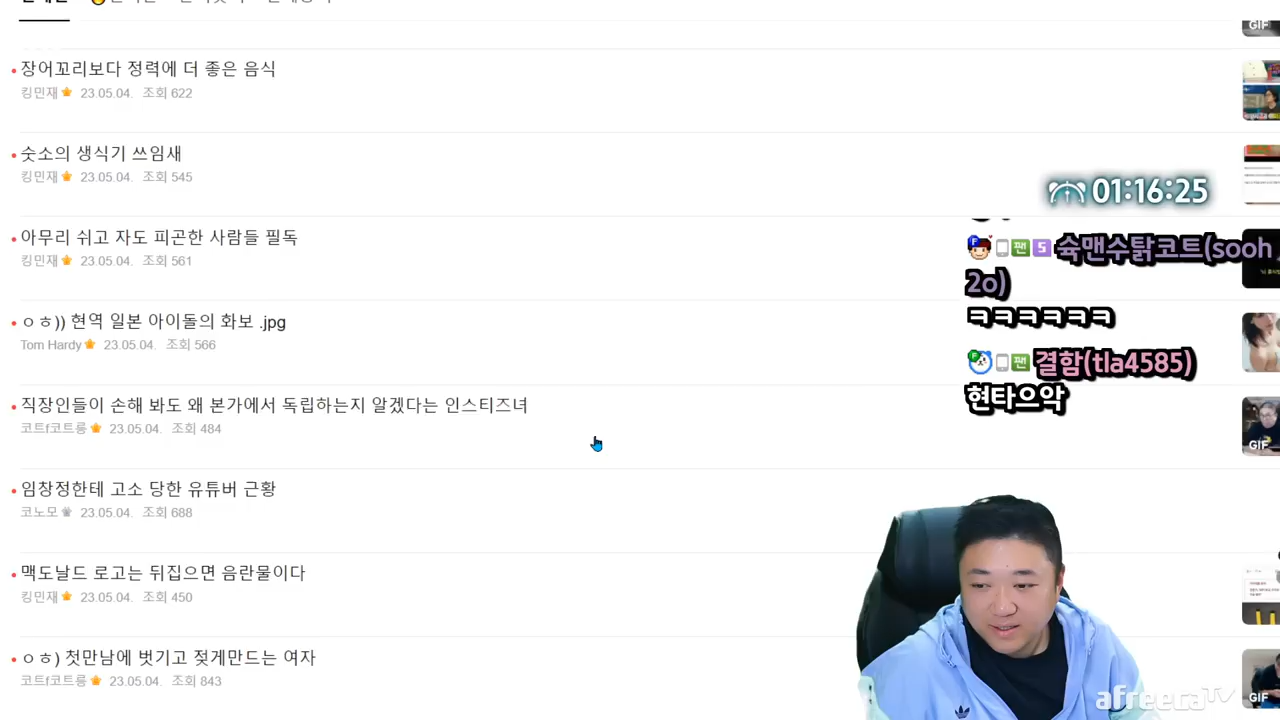 GIF
장어꼬리보다 정력에 더 좋은 음식
킹민재 23.05.04. 조회 622
숫소의 생식기 쓰임새
킹민재 23.05.04. 조회 545
01:16:25
아무리 쉬고 자도 피곤한 사람들 필독
킹민재 23.05.04. 조회 561
F 팬 5 슉맨수탉코트(sooh
2o)
ㅋㅋㅋㅋㅋㅋ
ㅇㅎ)) 현역 일본 아이돌의 화보 .jpg
Tom Hardy 23.05.04. 조회 566
F 팬 결함(tla4585)
현타으악
직장인들이 손해 봐도 왜 본가에서 독립하는지 알겠다는 인스티즈녀
코트f코트룽 23.05.04. 조회 484
GIF
임창정한테 고소 당한 유튜버 근황
코노모 23.05.04. 조회 688
맥도날드 로고는 뒤집으면 음란물이다
킹민재 23.05.04. 조회 450
ㅇㅎ) 첫만남에 벗기고 젖게만드는 여자
코트f코트룽 23.05.04. 조회 843
GIF
afreecaTV